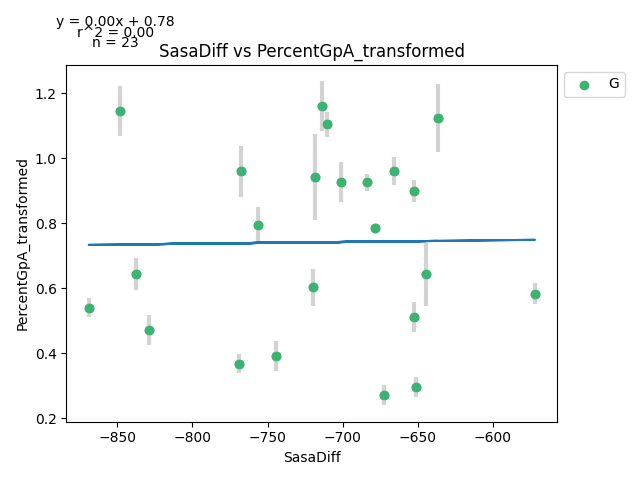 y = 0.00x + 0.78
r^2 = 0.00
n = 23
SasaDiff vs PercentGpA_transformed
G
PercentGpA_transformed
1.2
1.0
0.8
0.6
0.4
0.2
−850
−800
−750
−700
−650
−600
SasaDiff